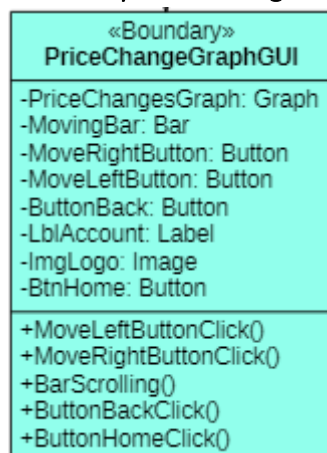 «Boundary»
PriceChangeGraphGUI
-PriceChangesGraph: Graph
-MovingBar: Bar
-MoveRightButton: Button
-MoveLeftButton: Button
-ButtonBack: Button
-LblAccount: Label
-ImgLogo: Image
-BtnHome: Button
+MoveLeftButtonClick()
+MoveRightButtonClick()
+BarScrolling()
+ButtonBackClick()
+ButtonHomeClick()